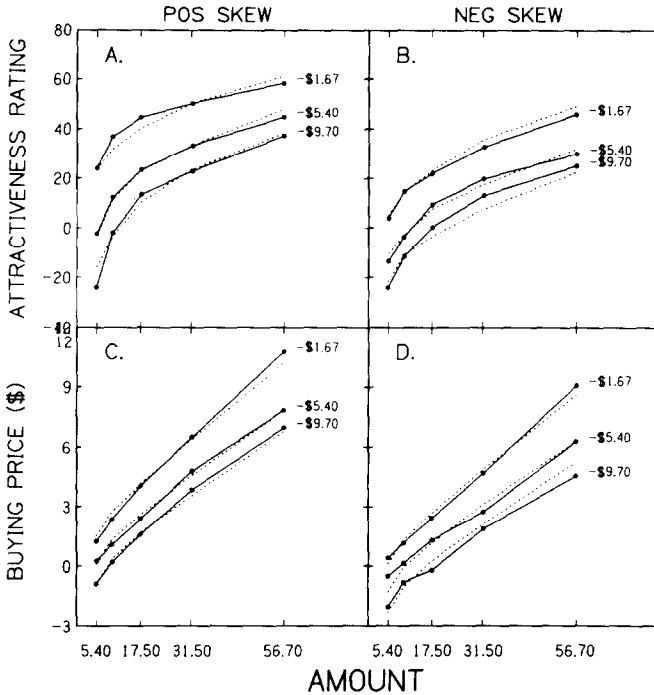 POS SKEW
NEG SKEW
ATTRACTIVENESS RATING
80
60
40
20
0
-20
A.
-$1.67
-$5.40
-$9.70
B.
-$1.67
-$5.40
-$9.70
BUYING PRICE ($)
12
9
6
3
0
-3
C.
-$1.67
-$5.40
-$9.70
D.
-$1.67
-$5.40
-$9.70
5.40 17.50 31.50 56.70
5.40 17.50 31.50 56.70
AMOUNT